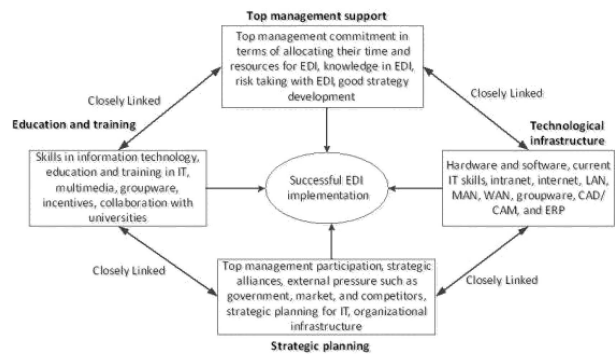 Top management support
Top management commitment in
terms of allocating their time and
resources for EDI, knowledge in EDI,
risk taking with EDI, good strategy
development
Closely Linked
Closely Linked
Education and training
Technological
infrastructure
Skills in information technology,
education and training in IT,
multimedia, groupware,
incentives, collaboration with
universities
Successful EDI
implementation
Hardware and software, current
IT skills, intranet, internet, LAN,
MAN, WAN, groupware, CAD/
CAM, and ERP
Closely Linked
Closely Linked
Top management participation, strategic
alliances, external pressure such as
government, market, and competitors,
strategic planning for IT, organizational
infrastructure
Strategic planning